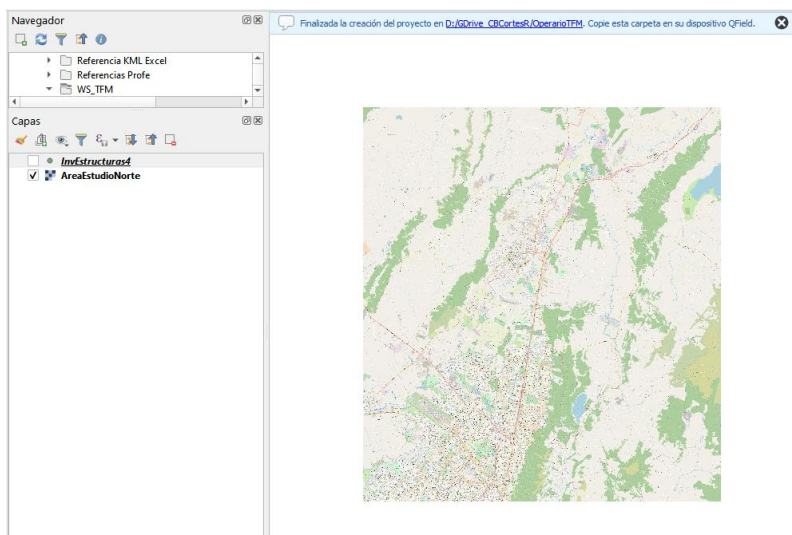 Navegador
Finalizada la creación del proyecto en D:/GDrive_CBCortesR/OperarioTFM. Copie esta carpeta en su dispositivo QField.
Referencia KML Excel
Referencias Profe
WS_TFM
Capas
InvEstructuras4
AreaEstudioNorte